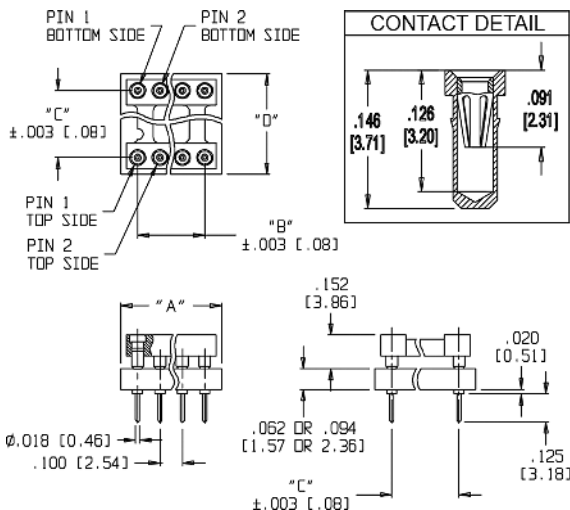 PIN 1
BOTTOM SIDE
PIN 2
BOTTOM SIDE
"C"
±.003 [.08]
"D"
PIN 1
TOP SIDE
PIN 2
TOP SIDE
"B"
±.003 [.08]
CONTACT DETAIL
.146
[3.71]
.126
[3.20]
.091
[2.31]
"A"
Ø.018 [0.46]
.100 [2.54]
.152
[3.86]
.020
[0.51]
.062 OR .094
[1.57 OR 2.36]
.125
[3.18]
"C"
±.003 [.08]